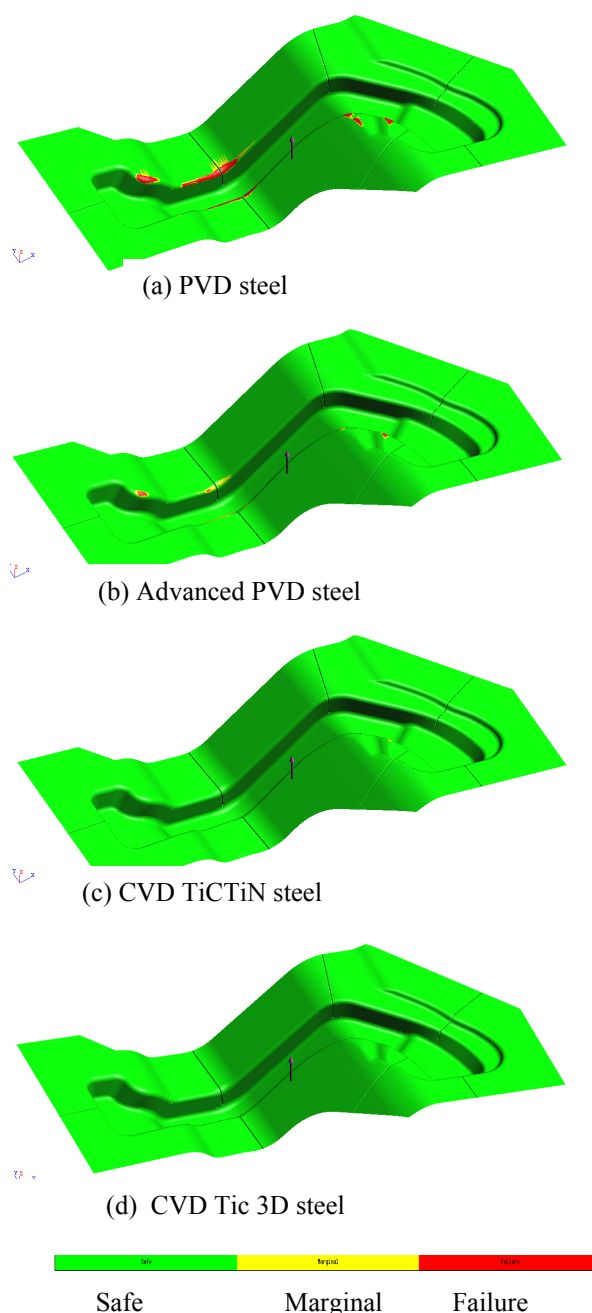 (a) PVD steel
(b) Advanced PVD steel
(c) CVD TiCTiN steel
(d) CVD Tic 3D steel
Safe Marginal Failure
Safe Marginal Failure